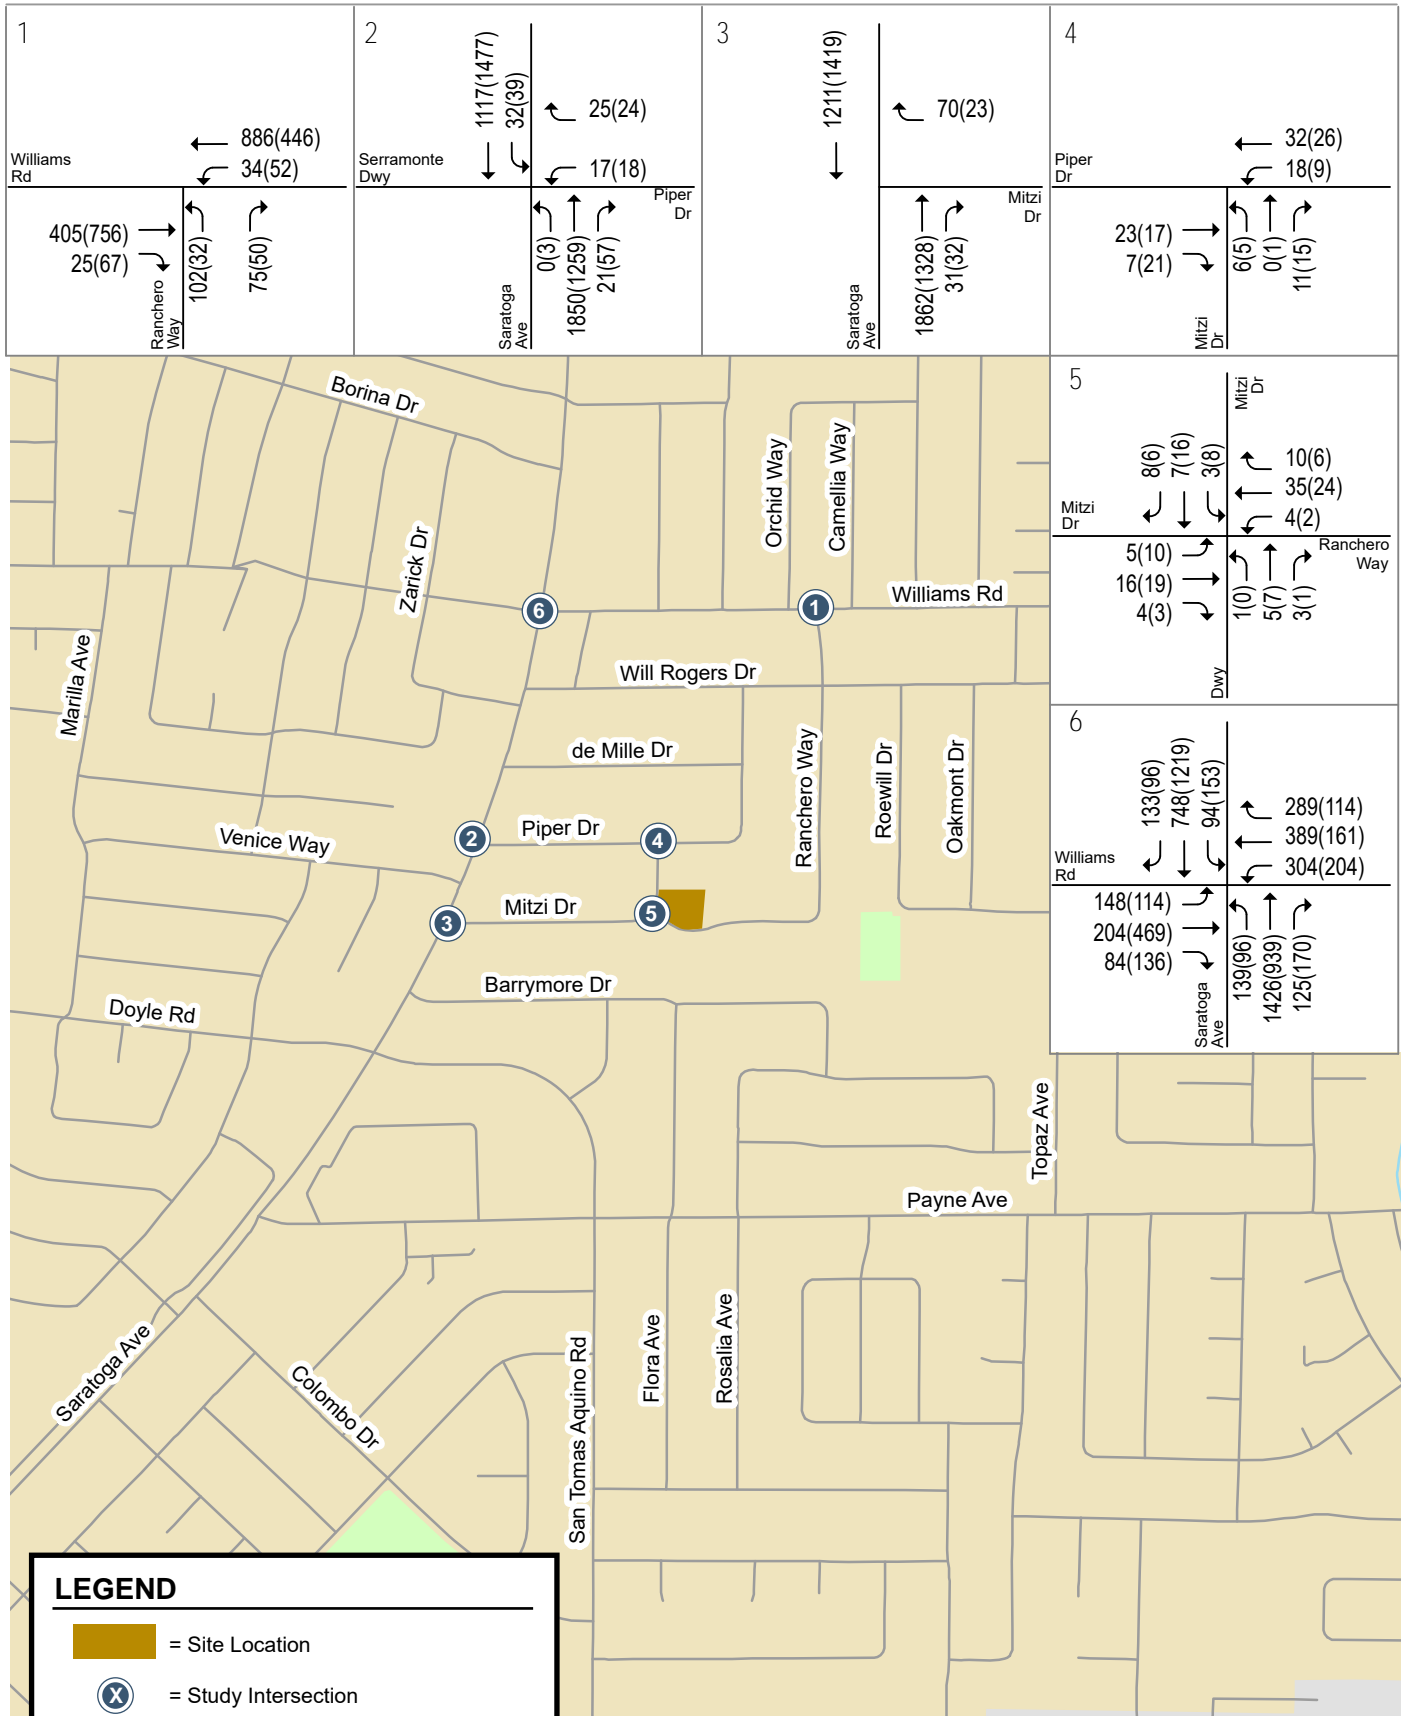 1
886(446)
34(52)
Williams
Rd
405(756)
25(67)
102(32)
75(50)
Ranchero
Way
2
1117(1477)
32(39)
25(24)
17(18)
Serramonte
Dwy
Piper
Dr
0(3)
1850(1259)
21(57)
Saratoga
Ave
3
1211(1419)
70(23)
Mitzi
Dr
1862(1328)
31(32)
Saratoga
Ave
4
32(26)
18(9)
Piper
Dr
23(17)
7(21)
6(5)
0(1)
11(15)
Mitzi
Dr
5
Mitzi
Dr
8(6)
7(16)
3(8)
10(6)
35(24)
4(2)
Mitzi
Dr
Ranchero
Way
5(10)
16(19)
4(3)
1(0)
5(7)
3(1)
Dwy
6
133(96)
748(1219)
94(153)
289(114)
389(161)
304(204)
Williams
Rd
148(114)
204(469)
84(136)
139(96)
1426(939)
125(170)
Saratoga
Ave
Borina Dr
Orchid Way
Camellia Way
Zarick Dr
Williams Rd
6
1
Marilla Ave
Will Rogers Dr
de Mille Dr
Ranchero Way
Roewill Dr
Oakmont Dr
Venice Way
2
Piper Dr
4
3
Mitzi Dr
5
Barrymore Dr
Doyle Rd
Topaz Ave
Payne Ave
Saratoga Ave
Colombo Dr
San Tomas Aquino Rd
Flora Ave
Rosalia Ave
LEGEND
= Site Location
X
= Study Intersection